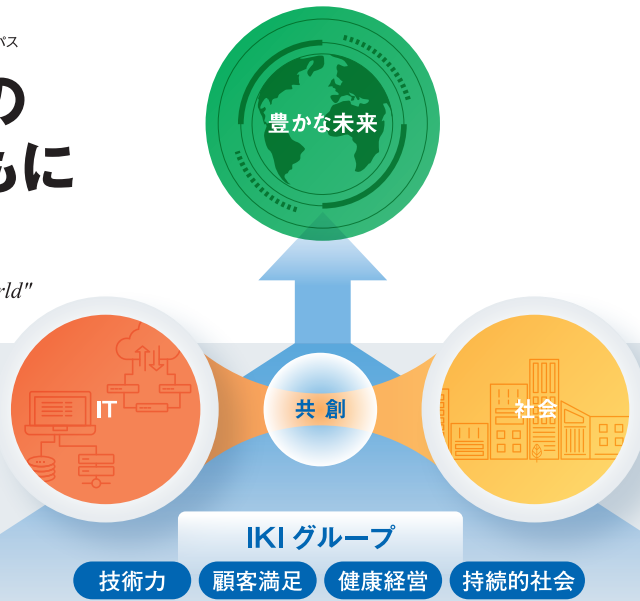 パス
の
もに
rld"
豊かな未来
IT
共創
社会
IKI グループ
技術力
顧客満足
健康経営
持続的社会